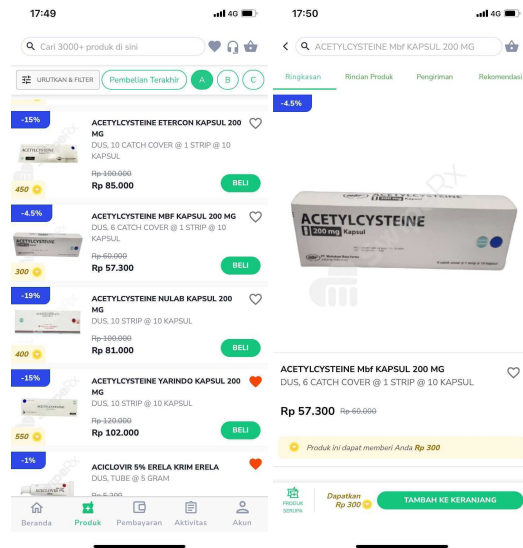 17:49
4G
Cari 3000+ produk di sini
URUTKAN & FILTER
Pembelian Terakhir
A
B
C
-15%
ACETYLCYSTEINE ETERCON KAPSUL 200
MG
DUS, 10 CATCH COVER @ 1 STRIP @ 10
KAPSUL
Rp 100.000
Rp 85.000
450
BELI
-4.5%
ACETYLCYSTEINE MBF KAPSUL 200 MG
DUS, 6 CATCH COVER @ 1 STRIP @ 10
KAPSUL
Rp 60.000
Rp 57.300
300
BELI
-19%
ACETYLCYSTEINE NULAB KAPSUL 200
MG
DUS, 10 STRIP @ 10 KAPSUL
Rp 100.000
Rp 81.000
400
BELI
-15%
ACETYLCYSTEINE YARINDO KAPSUL 200
MG
DUS, 10 STRIP @ 10 KAPSUL
Rp 120.000
Rp 102.000
550
BELI
-1%
ACICLOVIR 5% ERELA KRIM ERELA
DUS, TUBE @ 5 GRAM
Rp 5.200
Beranda
Produk
Pembayaran
Aktivitas
Akun
17:50
4G
ACETYLCYSTEINE Mbf KAPSUL 200 MG
Ringkasan
Rincian Produk
Pengiriman
Rekomendasi
-4.5%
ACETYLCYSTEINE
200 mg Kapsul
ACETYLCYSTEINE Mbf KAPSUL 200 MG
DUS, 6 CATCH COVER @ 1 STRIP @ 10 KAPSUL
Rp 57.300 Rp 60.000
Produk ini dapat memberi Anda Rp 300
PRODUK
SERUPA
Dapatkan
Rp 300
TAMBAH KE KERANJANG